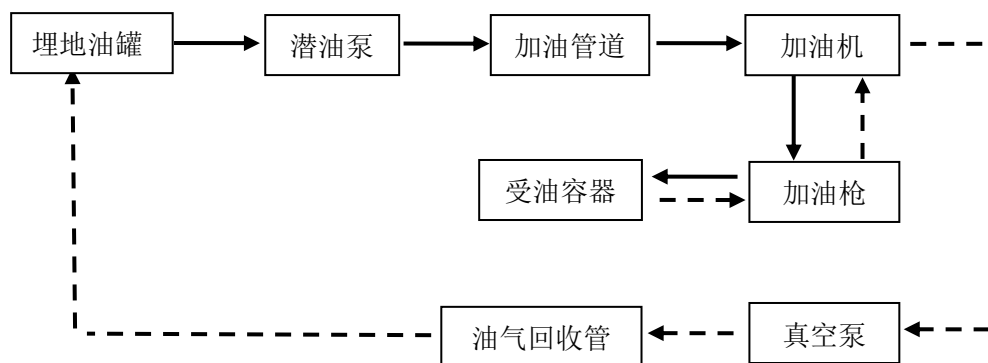 埋地油罐
潜油泵
加油管道
加油机
受油容器
加油枪
油气回收管
真空泵